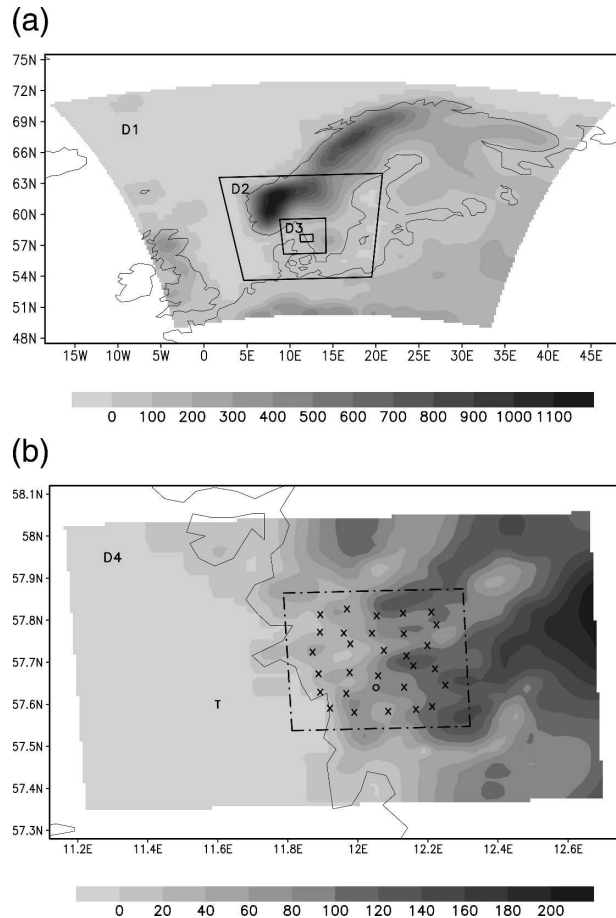 (a)
75N
72N
69N
66N
63N
60N
57N
54N
51N
48N
D1
D2
D3
15W 10W 5W 0 5E 10E 15E 20E 25E 30E 35E 40E 45E
0 100 200 300 400 500 600 700 800 900 1000 1100
(b)
58.1N
58N
57.9N
57.8N
57.7N
57.6N
57.5N
57.4N
57.3N
D4
T
11.2E 11.4E 11.6E 11.8E 12E 12.2E 12.4E 12.6E
0 20 40 60 80 100 120 140 160 180 200